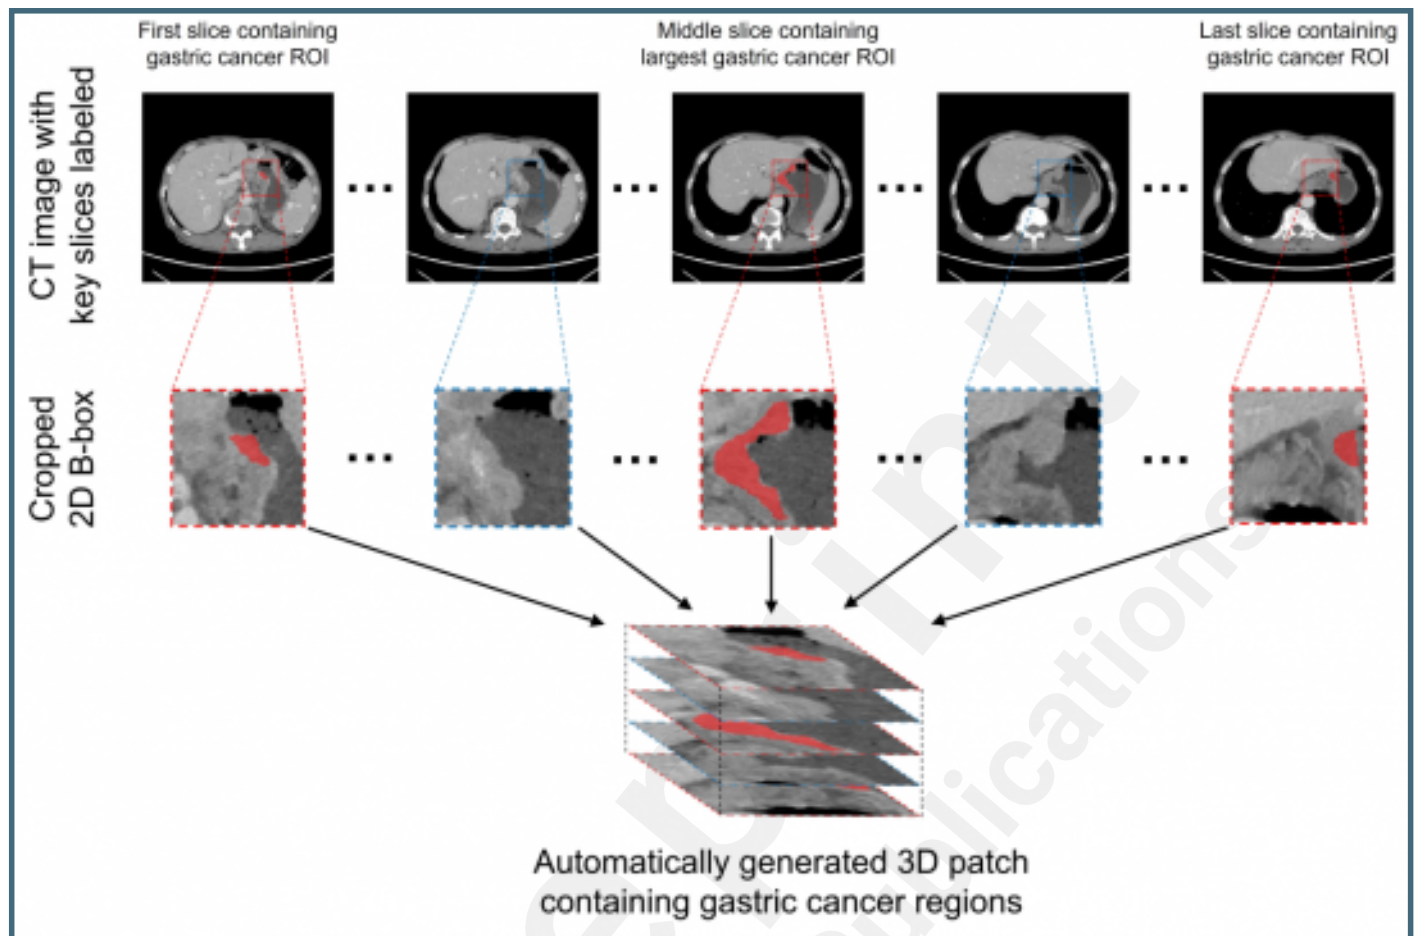 First slice containing
gastric cancer ROI
Middle slice containing
largest gastric cancer ROI
Last slice containing
gastric cancer ROI
CT image with
key slices labeled
...
...
...
...
Cropped
2D B-box
...
...
...
...
Automatically generated 3D patch
containing gastric cancer regions